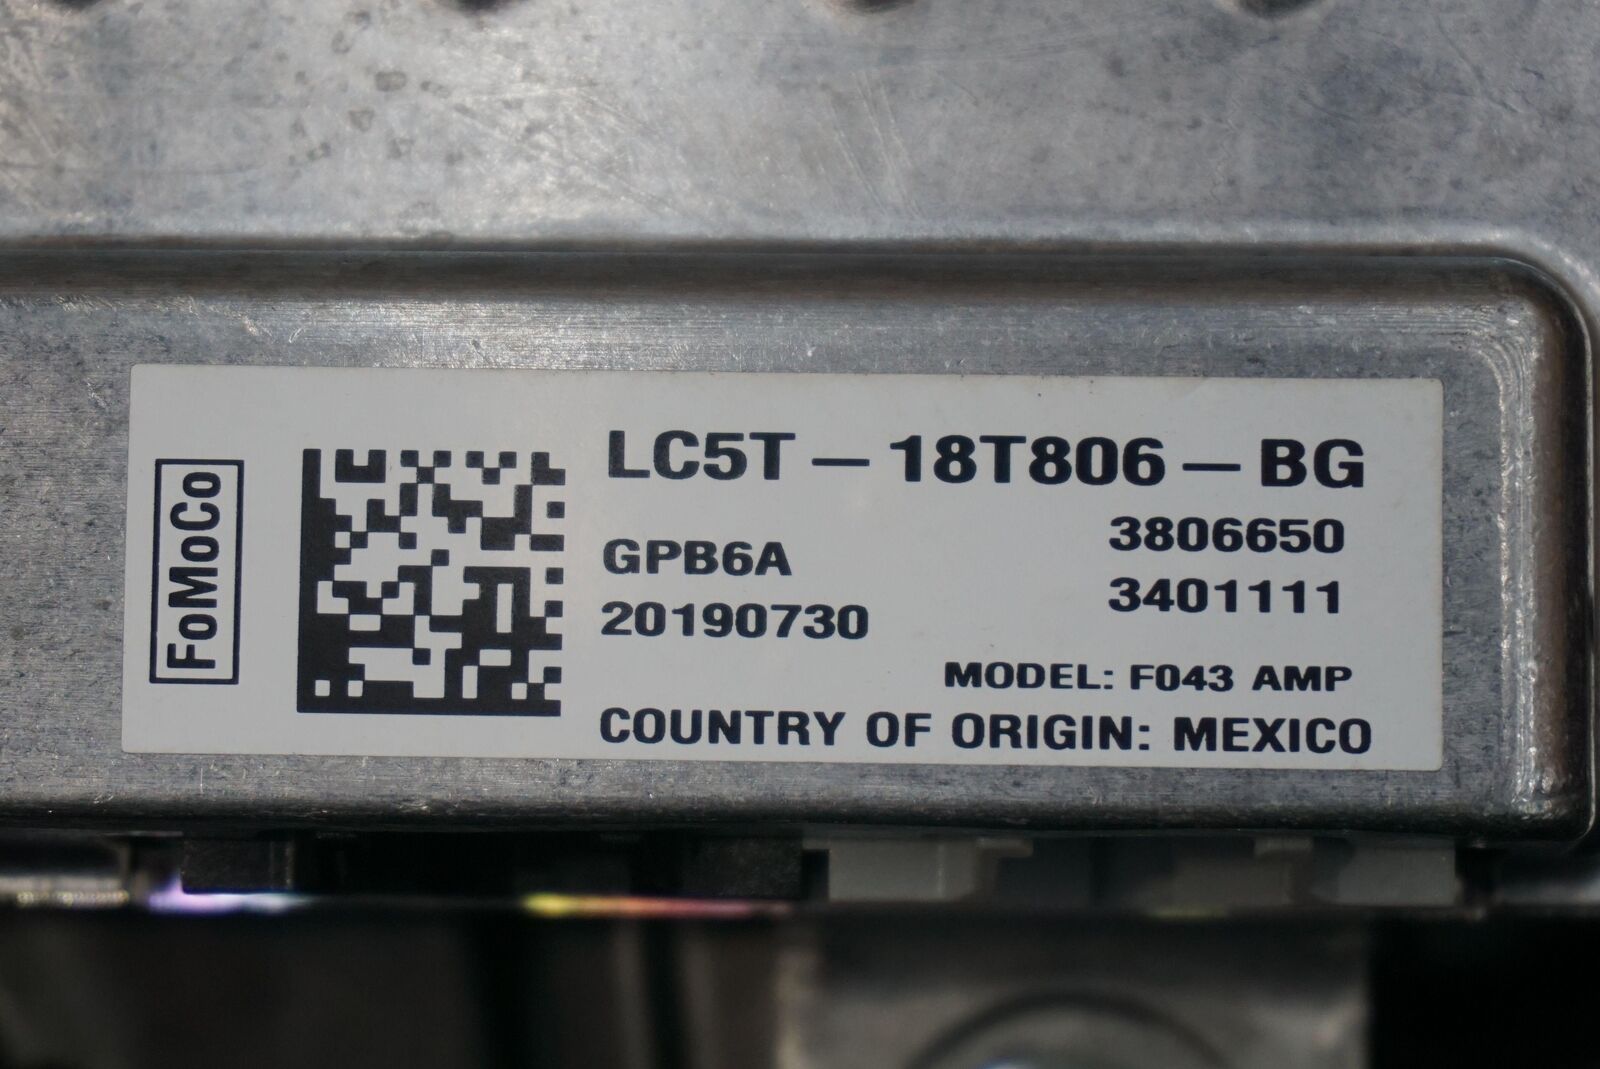 FoMoCo
LC5T - 18T806 - BG
GPB6A
3806650
20190730
3401111
MODEL: F043 AMP
COUNTRY OF ORIGIN: MEXICO